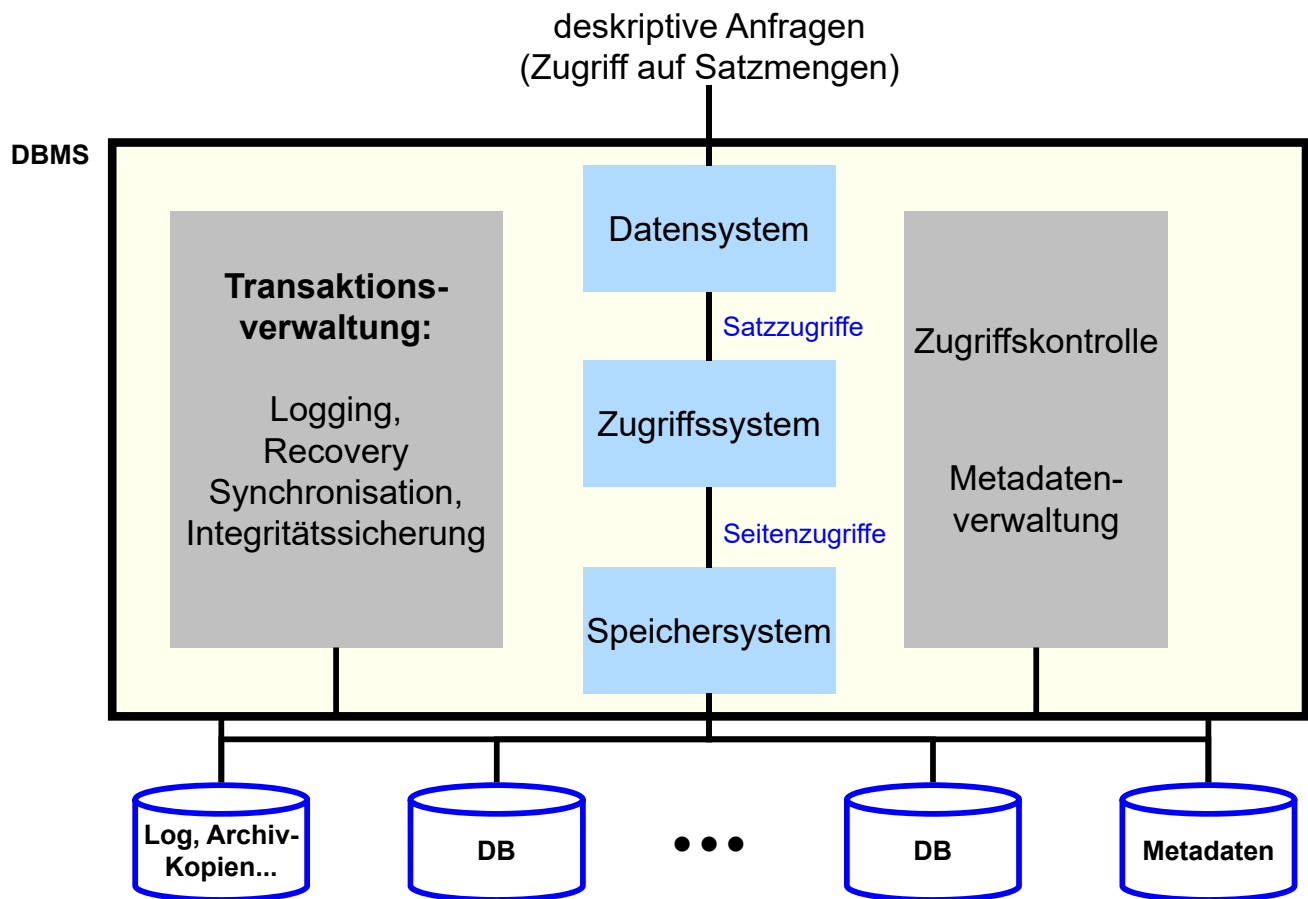 deskriptive Anfragen
(Zugriff auf Satzmengen)
DBMS
Transaktions-
verwaltung:
Logging,
Recovery
Synchronisation,
Integritätssicherung
Datensystem
Satzzugriffe
Zugriffssystem
Seitenzugriffe
Speichersystem
Zugriffskontrolle
Metadaten-
verwaltung
Log, Archiv-
Kopien...
DB
DB
Metadaten